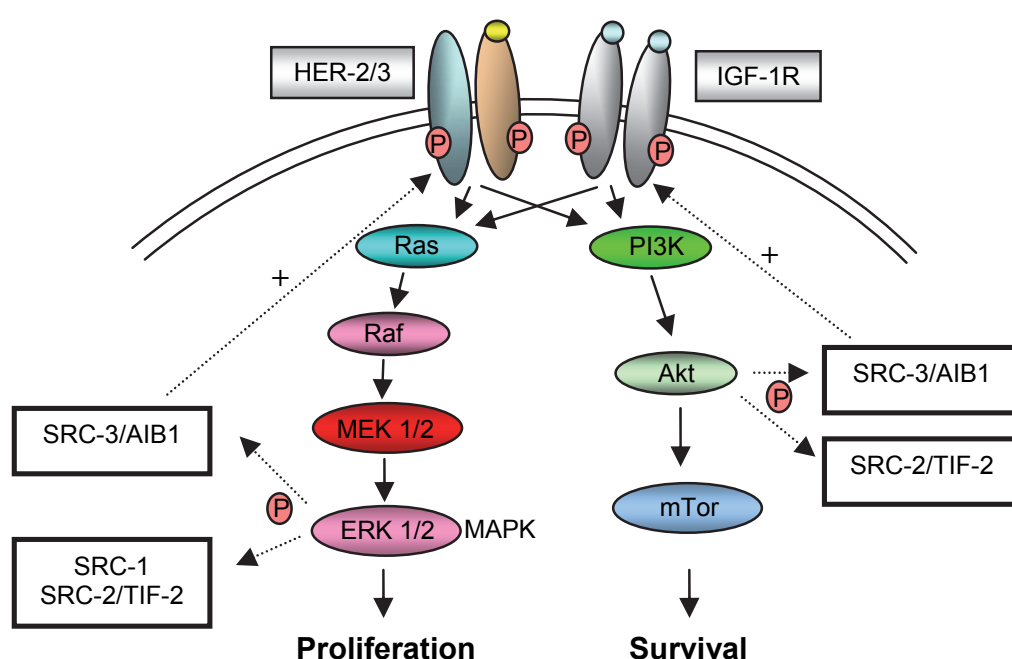 HER-2/3
IGF-1R
P
P
P
P
Ras
PI3K
+
+
Raf
Akt
SRC-3/AIB1
P
SRC-3/AIB1
MEK 1/2
SRC-2/TIF-2
P
ERK 1/2 MAPK
mTor
SRC-1
SRC-2/TIF-2
Proliferation
Survival